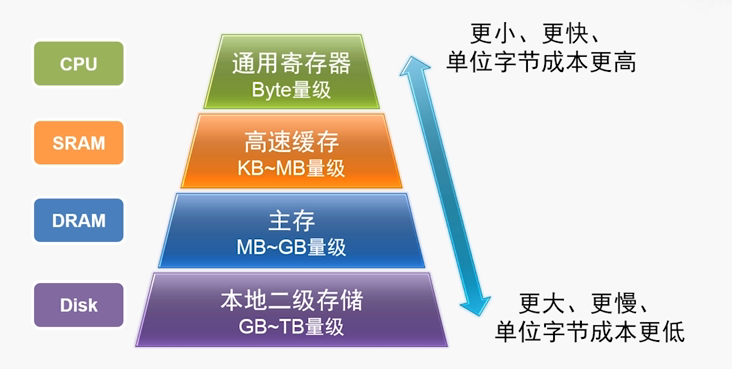 CPU
通用寄存器
Byte量级
更小、更快、
单位字节成本更高
SRAM
高速缓存
KB~MB量级
DRAM
主存
MB~GB量级
Disk
本地二级存储
GB~TB量级
更大、更慢、
单位字节成本更低